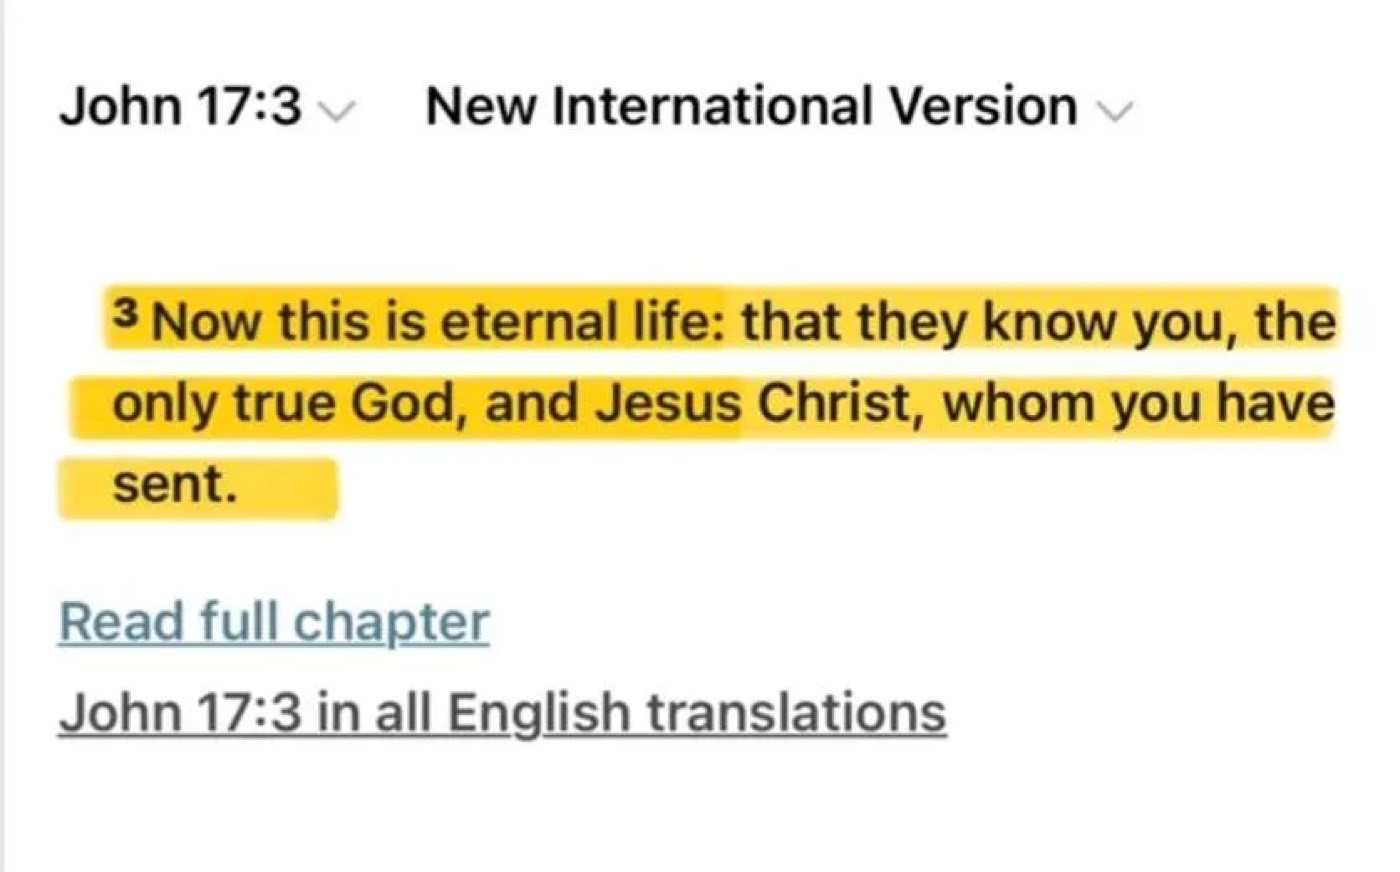 John 17:3 New International Version
3 Now this is eternal life: that they know you, the
only true God, and Jesus Christ, whom you have
sent.
Read full chapter
John 17:3 in all English translations